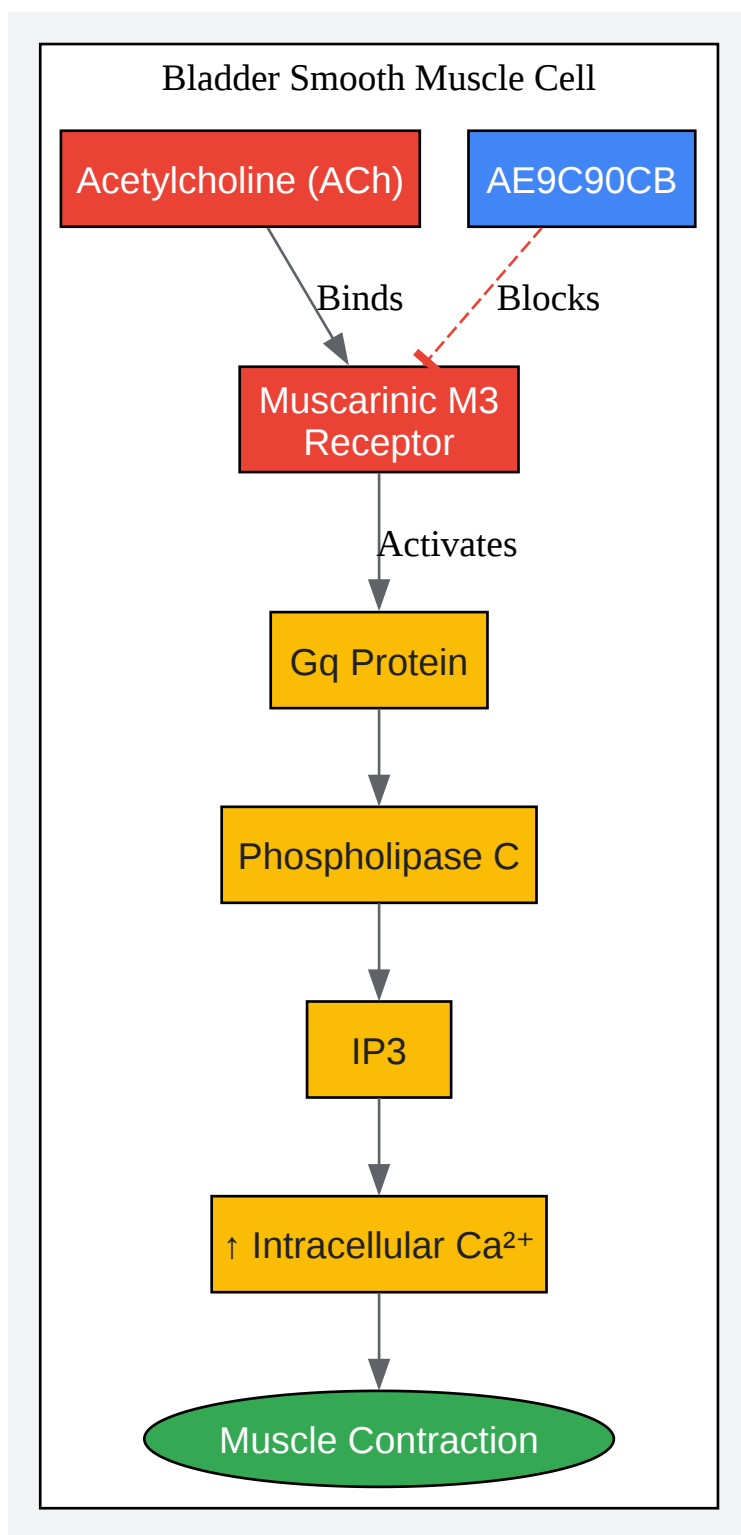 Bladder Smooth Muscle Cell
Acetylcholine (ACh)
AE9C90CB
Binds
Blocks
Muscarinic M3
Receptor
Activates
Gq Protein
Phospholipase C
IP3
↑ Intracellular Ca²⁺
Muscle Contraction